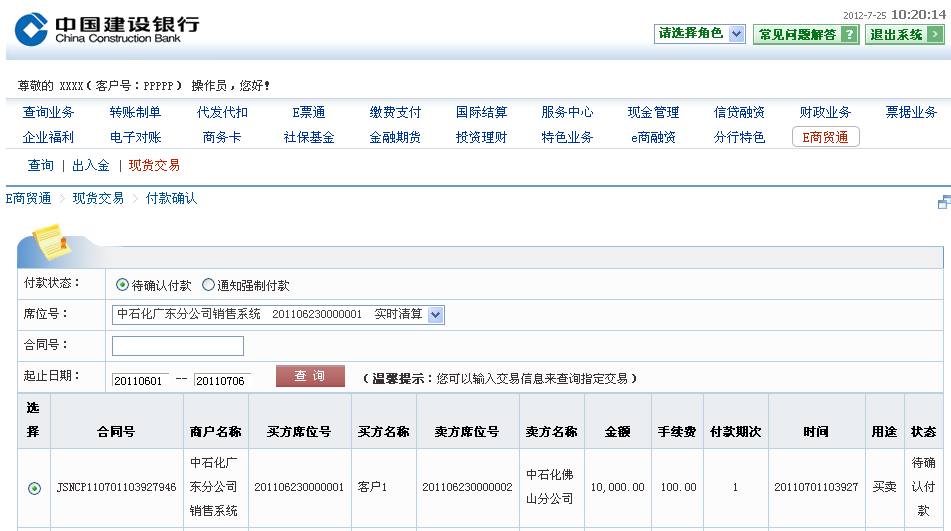 中国建设银行
China Construction Bank
2012-7-25 10:20:14
请选择角色 常见问题解答 ? 退出系统
尊敬的 XXXX(客户号:PPPPP) 操作员,您好!
查询业务 转账制单 代发代扣 E票通 缴费支付 国际结算 服务中心 现金管理 信贷融资 财政业务 票据业务
企业福利 电子对账 商务卡 社保基金 金融期货 投资理财 特色业务 e商融资 分行特色 E商贸通
查询 | 出入金 | 现货交易
E商贸通 > 现货交易 > 付款确认
付款状态: 待确认付款 通知强制付款
席位号: 中石化广东分公司销售系统 201106230000001 实时清算
合同号:
起止日期: 20110601 -- 20110706 查 询 (温馨提示:您可以输入交易信息来查询指定交易)
选择 合同号 商户名称 买方席位号 买方名称 卖方席位号 卖方名称 金额 手续费 付款期次 时间 用途 状态
JSNCP110701103927946 中石化广东分公司销售系统 201106230000001 客户1 201106230000002 中石化佛山分公司 10,000.00 100.00 1 20110701103927 买卖 待确认付款